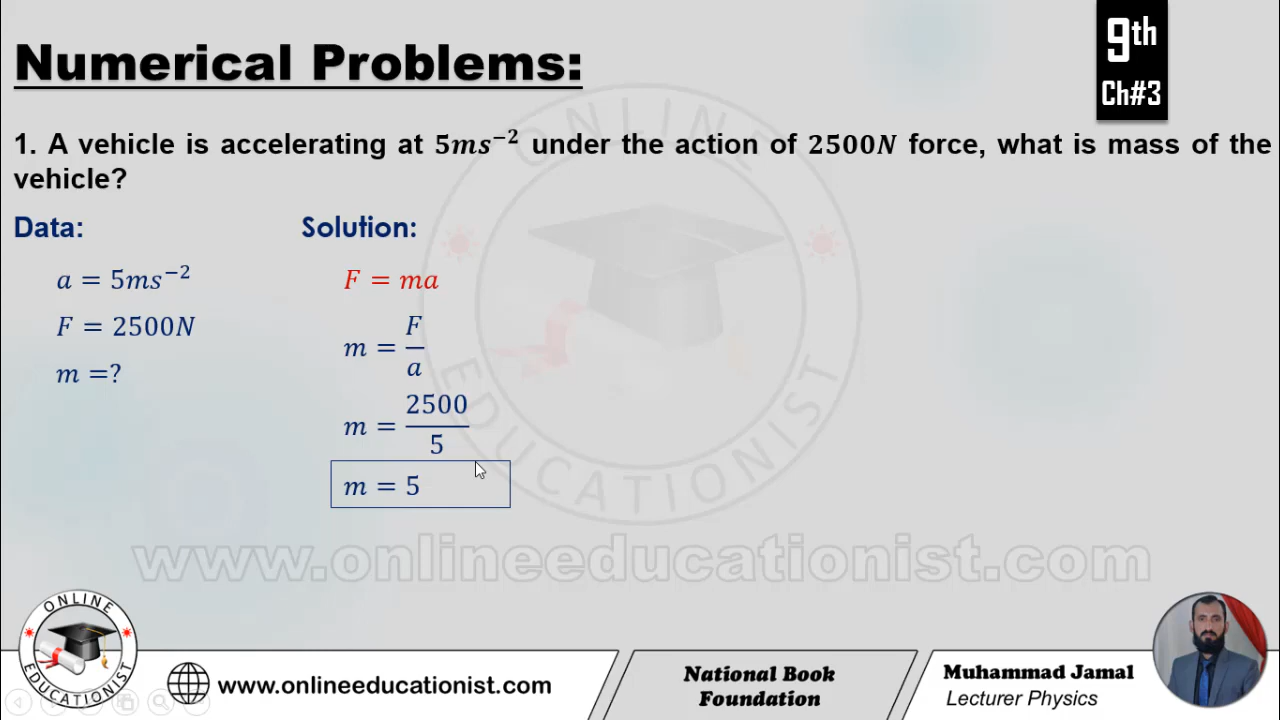 Numerical Problems:
9th
Ch#3
1. A vehicle is accelerating at 5ms⁻² under the action of 2500N force, what is mass of the
vehicle?
Data:
a = 5ms⁻²
F = 2500N
m =?
Solution:
F = ma
m = F/a
m = 2500/5
m = 5
ONLINE
EDUCATIONIST
www.onlineeducationist.com
ONLINE
EDUCATIONIST
www.onlineeducationist.com
National Book
Foundation
Muhammad Jamal
Lecturer Physics